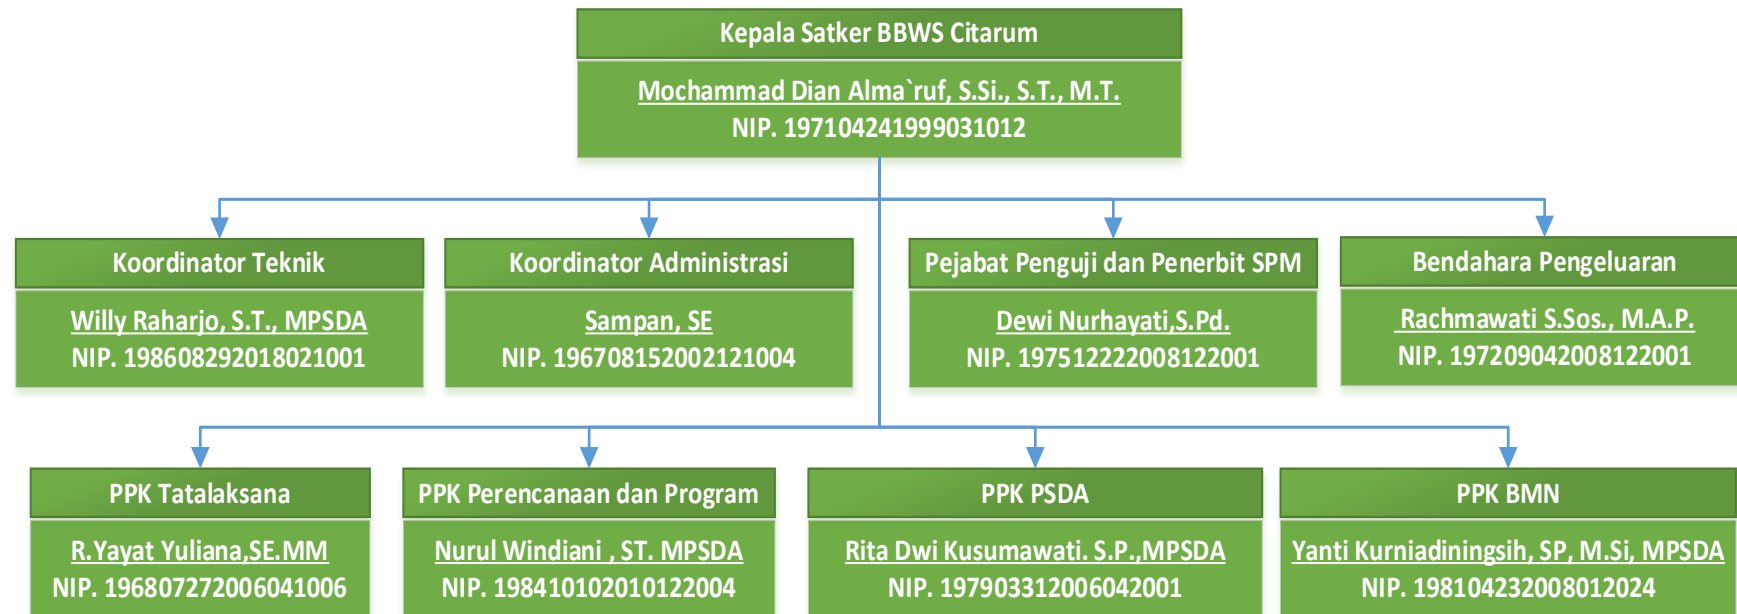 Kepala Satker BBWS Citarum
Mochammad Dian Alma`ruf, S.Si., S.T., M.T.
NIP. 197104241999031012
Koordinator Teknik
Willy Raharjo, S.T., MPSDA
NIP. 198608292018021001
Koordinator Administrasi
Sampan, SE
NIP. 196708152002121004
Pejabat Penguji dan Penerbit SPM
Dewi Nurhayati,S.Pd.
NIP. 197512222008122001
Bendahara Pengeluaran
Rachmawati S.Sos., M.A.P.
NIP. 197209042008122001
PPK Tatalaksana
R.Yayat Yuliana,SE.MM
NIP. 196807272006041006
PPK Perencanaan dan Program
Nurul Windiani , ST. MPSDA
NIP. 198410102010122004
PPK PSDA
Rita Dwi Kusumawati. S.P.,MPSDA
NIP. 197903312006042001
PPK BMN
Yanti Kurniadiningsih, SP, M.Si, MPSDA
NIP. 198104232008012024